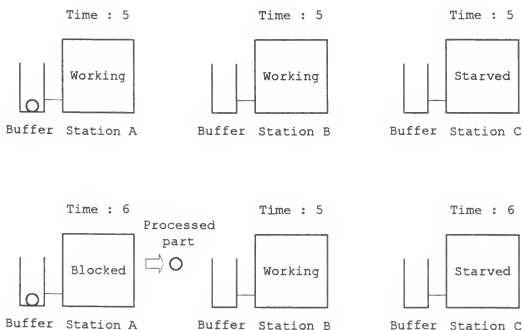 Time : 5 Time : 5 Time : 5
Working Working Starved
Buffer Station A Buffer Station B Buffer Station C
Time : 6 Time : 5 Time : 6
Processed
part
Blocked Working Starved
Buffer Station A Buffer Station B Buffer Station C